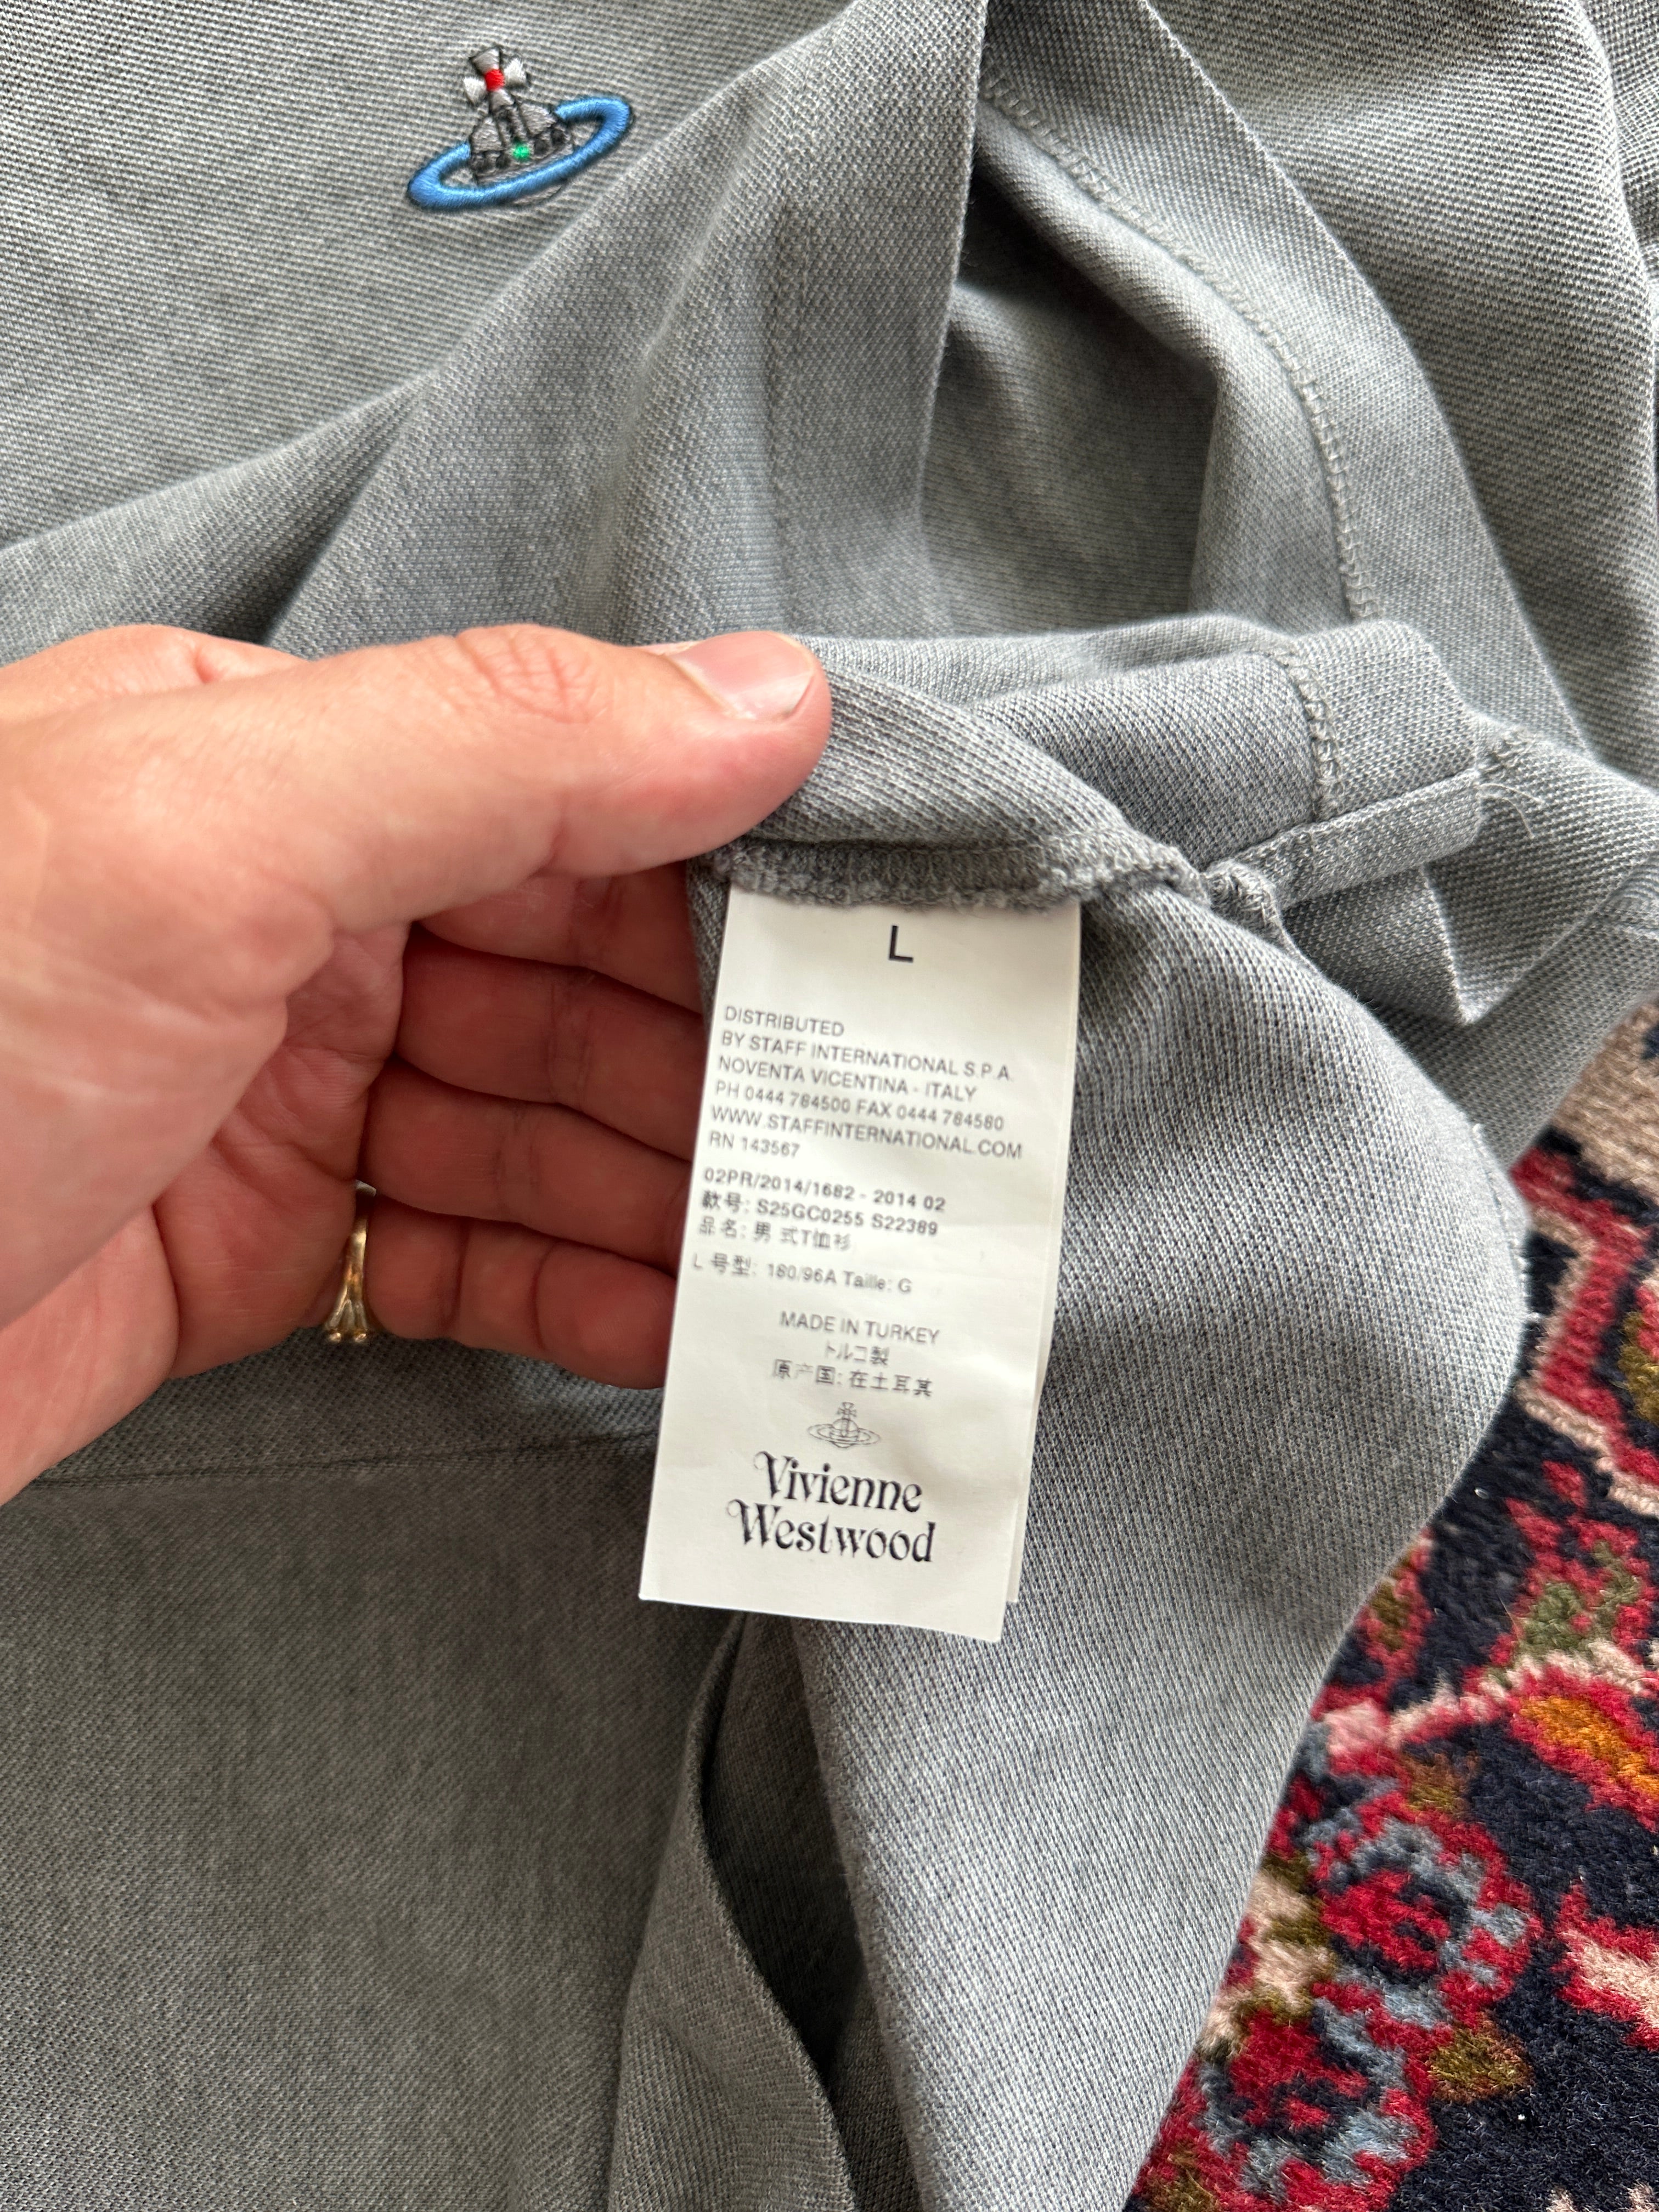 L
DISTRIBUTED
BY STAFF INTERNATIONAL S.P.A.
NOVENTA VICENTINA - ITALY
PH 0444 784500 FAX 0444 784580
WWW.STAFFINTERNATIONAL.COM
RN 143567
02PR/2014/1682 - 2014 02
款号: S25GC0255 S22389
品名: 男 式T恤衫
L 号型: 180/96A Taille: G
MADE IN TURKEY
トルコ製
原产国: 在土耳其
Vivienne
Westwood